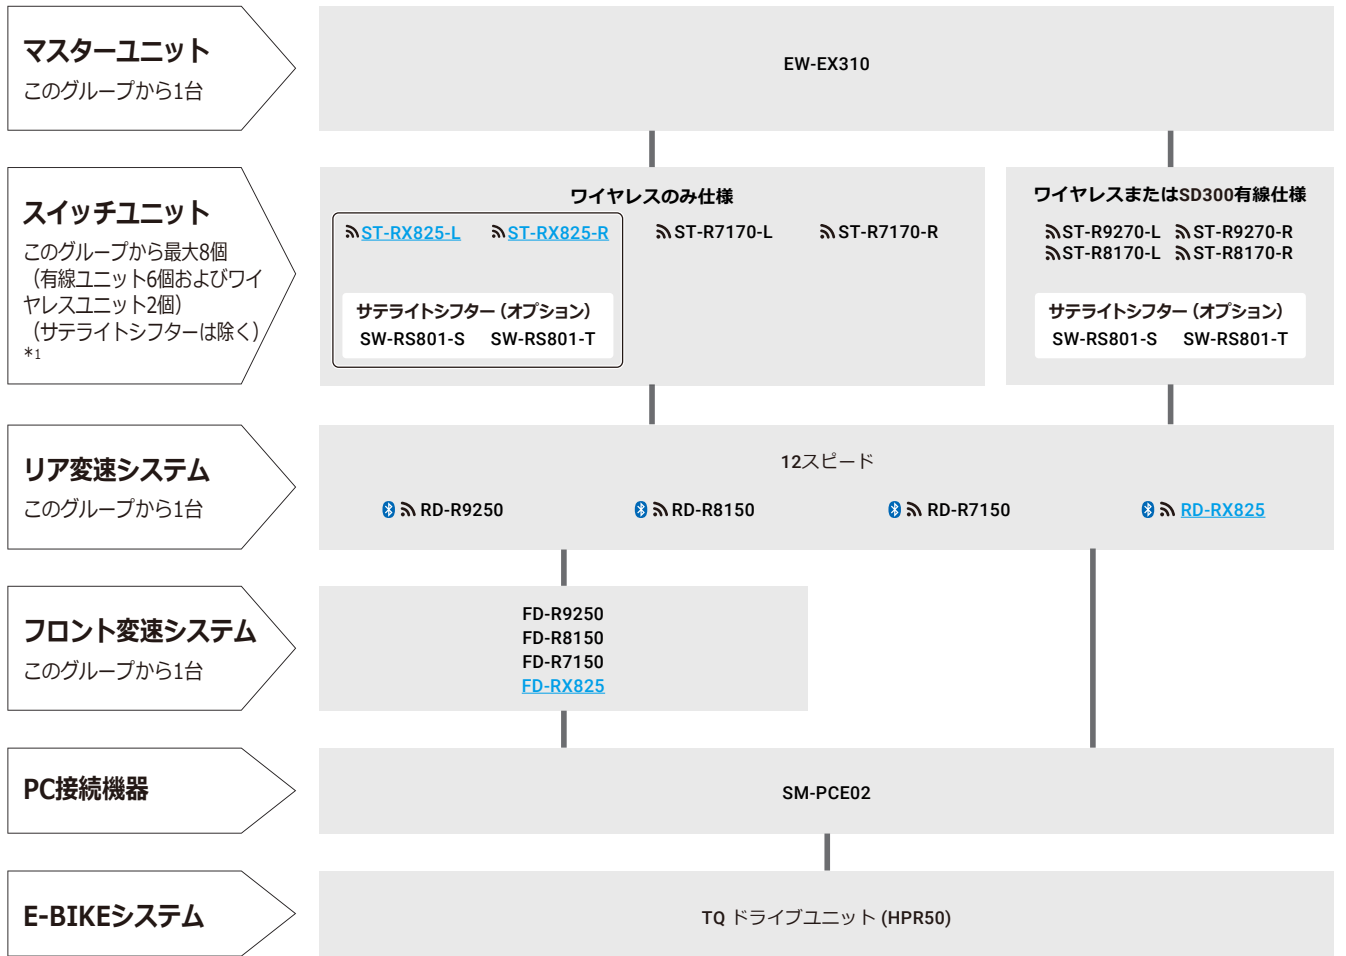 マスターユニット
このグループから1台
EW-EX310
スイッチユニット
このグループから最大8個
（有線ユニット6個およびワイ
ヤレスユニット2個）
（サテライトシフターは除く）
*1
ワイヤレスのみ仕様
ST-RX825-L ST-RX825-R ST-R7170-L ST-R7170-R
サテライトシフター（オプション）
SW-RS801-S SW-RS801-T
ワイヤレスまたはSD300有線仕様
ST-R9270-L ST-R9270-R
ST-R8170-L ST-R8170-R
サテライトシフター（オプション）
SW-RS801-S SW-RS801-T
リア変速システム
このグループから1台
12スピード
RD-R9250 RD-R8150 RD-R7150 RD-RX825
フロント変速システム
このグループから1台
FD-R9250
FD-R8150
FD-R7150
FD-RX825
PC接続機器
SM-PCE02
E-BIKEシステム
TQ ドライブユニット (HPR50)